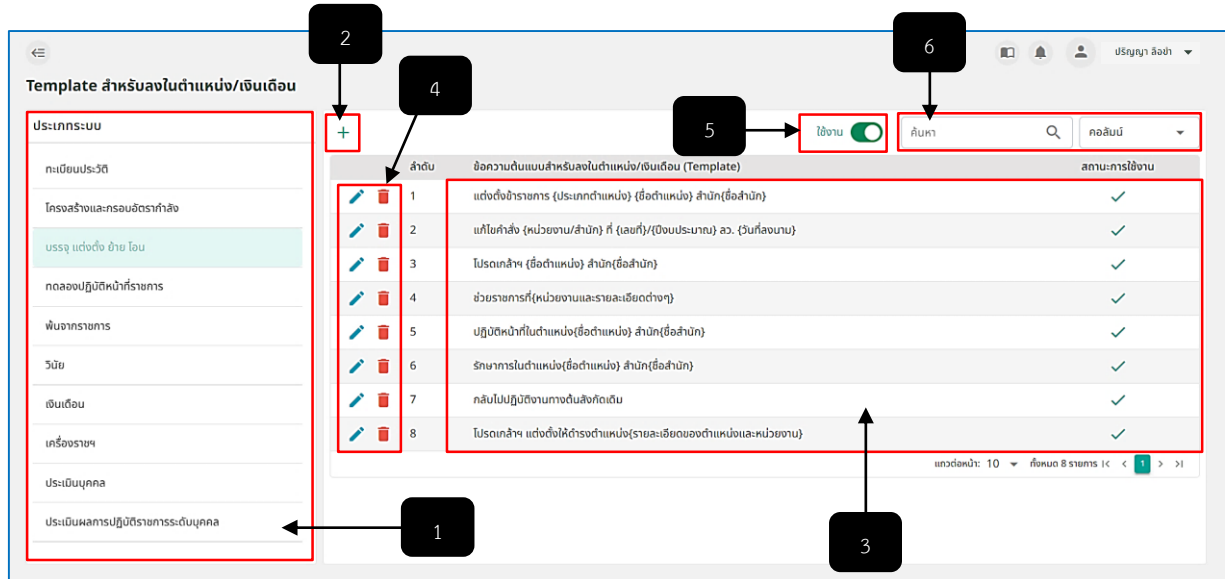 2
6
ปริญญา ล้อข่า
Template สำหรับลงในตำแหน่ง/เงินเดือน
4
5
ประเภทระบบ
+
ใช้งาน
ค้นหา
คอลัมน์
ลำดับ ข้อความต้นแบบสำหรับลงในตำแหน่ง/เงินเดือน (Template) สถานะการใช้งาน
ทะเบียนประวัติ
โครงสร้างและกรอบอัตรากำลัง
บรรจุ แต่งตั้ง ย้าย โอน
ทดลองปฏิบัติหน้าที่ราชการ
พ้นจากราชการ
วินัย
เงินเดือน
เครื่องราชฯ
ประเมินบุคคล
ประเมินผลการปฏิบัติราชการระดับบุคคล
1 แต่งตั้งข้าราชการ {ประเภทตำแหน่ง} {ชื่อตำแหน่ง} สำนัก{ชื่อสำนัก}
2 แก้ไขคำสั่ง {หน่วยงาน/สำนัก} ที่ {เลขที่}/{ปีงบประมาณ} ลว. {วันที่ลงนาม}
3 โปรดเกล้าฯ {ชื่อตำแหน่ง} สำนัก{ชื่อสำนัก}
4 ช่วยราชการที่{หน่วยงานและรายละเอียดต่างๆ}
5 ปฏิบัติหน้าที่ในตำแหน่ง{ชื่อตำแหน่ง} สำนัก{ชื่อสำนัก}
6 รักษาการในตำแหน่ง{ชื่อตำแหน่ง} สำนัก{ชื่อสำนัก}
7 กลับไปปฏิบัติงานทางต้นสังกัดเดิม
8 โปรดเกล้าฯ แต่งตั้งให้ดำรงตำแหน่ง{รายละเอียดของตำแหน่งและหน่วยงาน}
แถวต่อหน้า: 10 ทั้งหมด 8 รายการ |< < 1 > >|
1
3